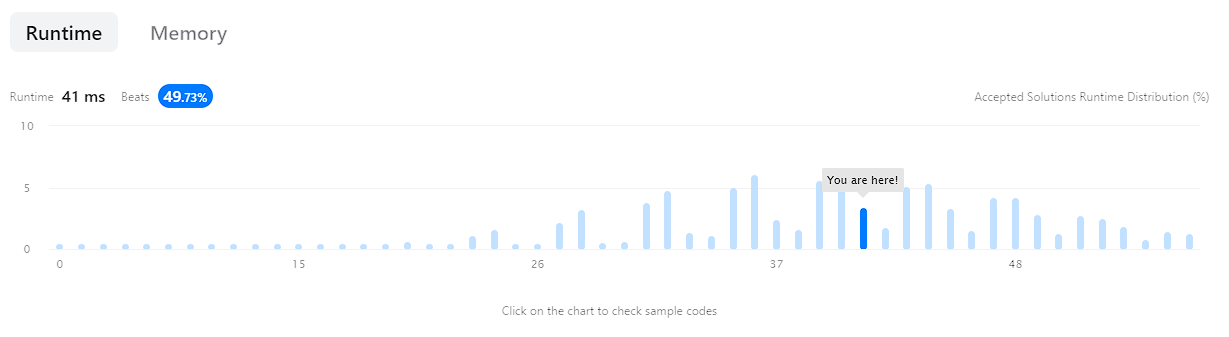 Runtime Memory
Runtime 41 ms Beats 49.73% Accepted Solutions Runtime Distribution (%)
10
You are here!
5
0
0 15 26 37 48
Click on the chart to check sample codes